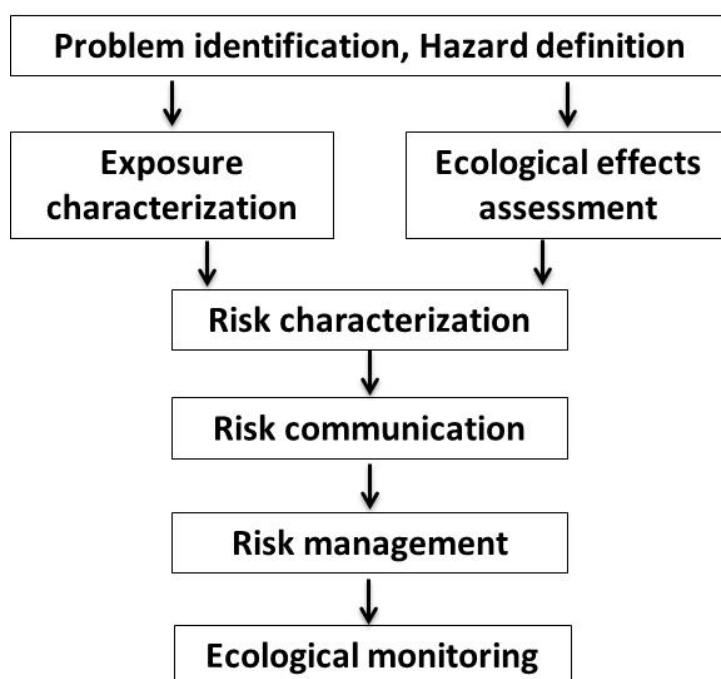 Problem identification, Hazard definition
Exposure
characterization
Ecological effects
assessment
Risk characterization
Risk communication
Risk management
Ecological monitoring